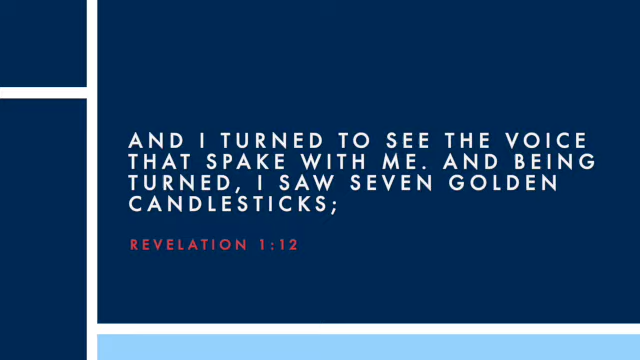 AND I TURNED TO SEE THE VOICE
THAT SPAKE WITH ME. AND BEING
TURNED, I SAW SEVEN GOLDEN
CANDLESTICKS;
REVELATION 1:12